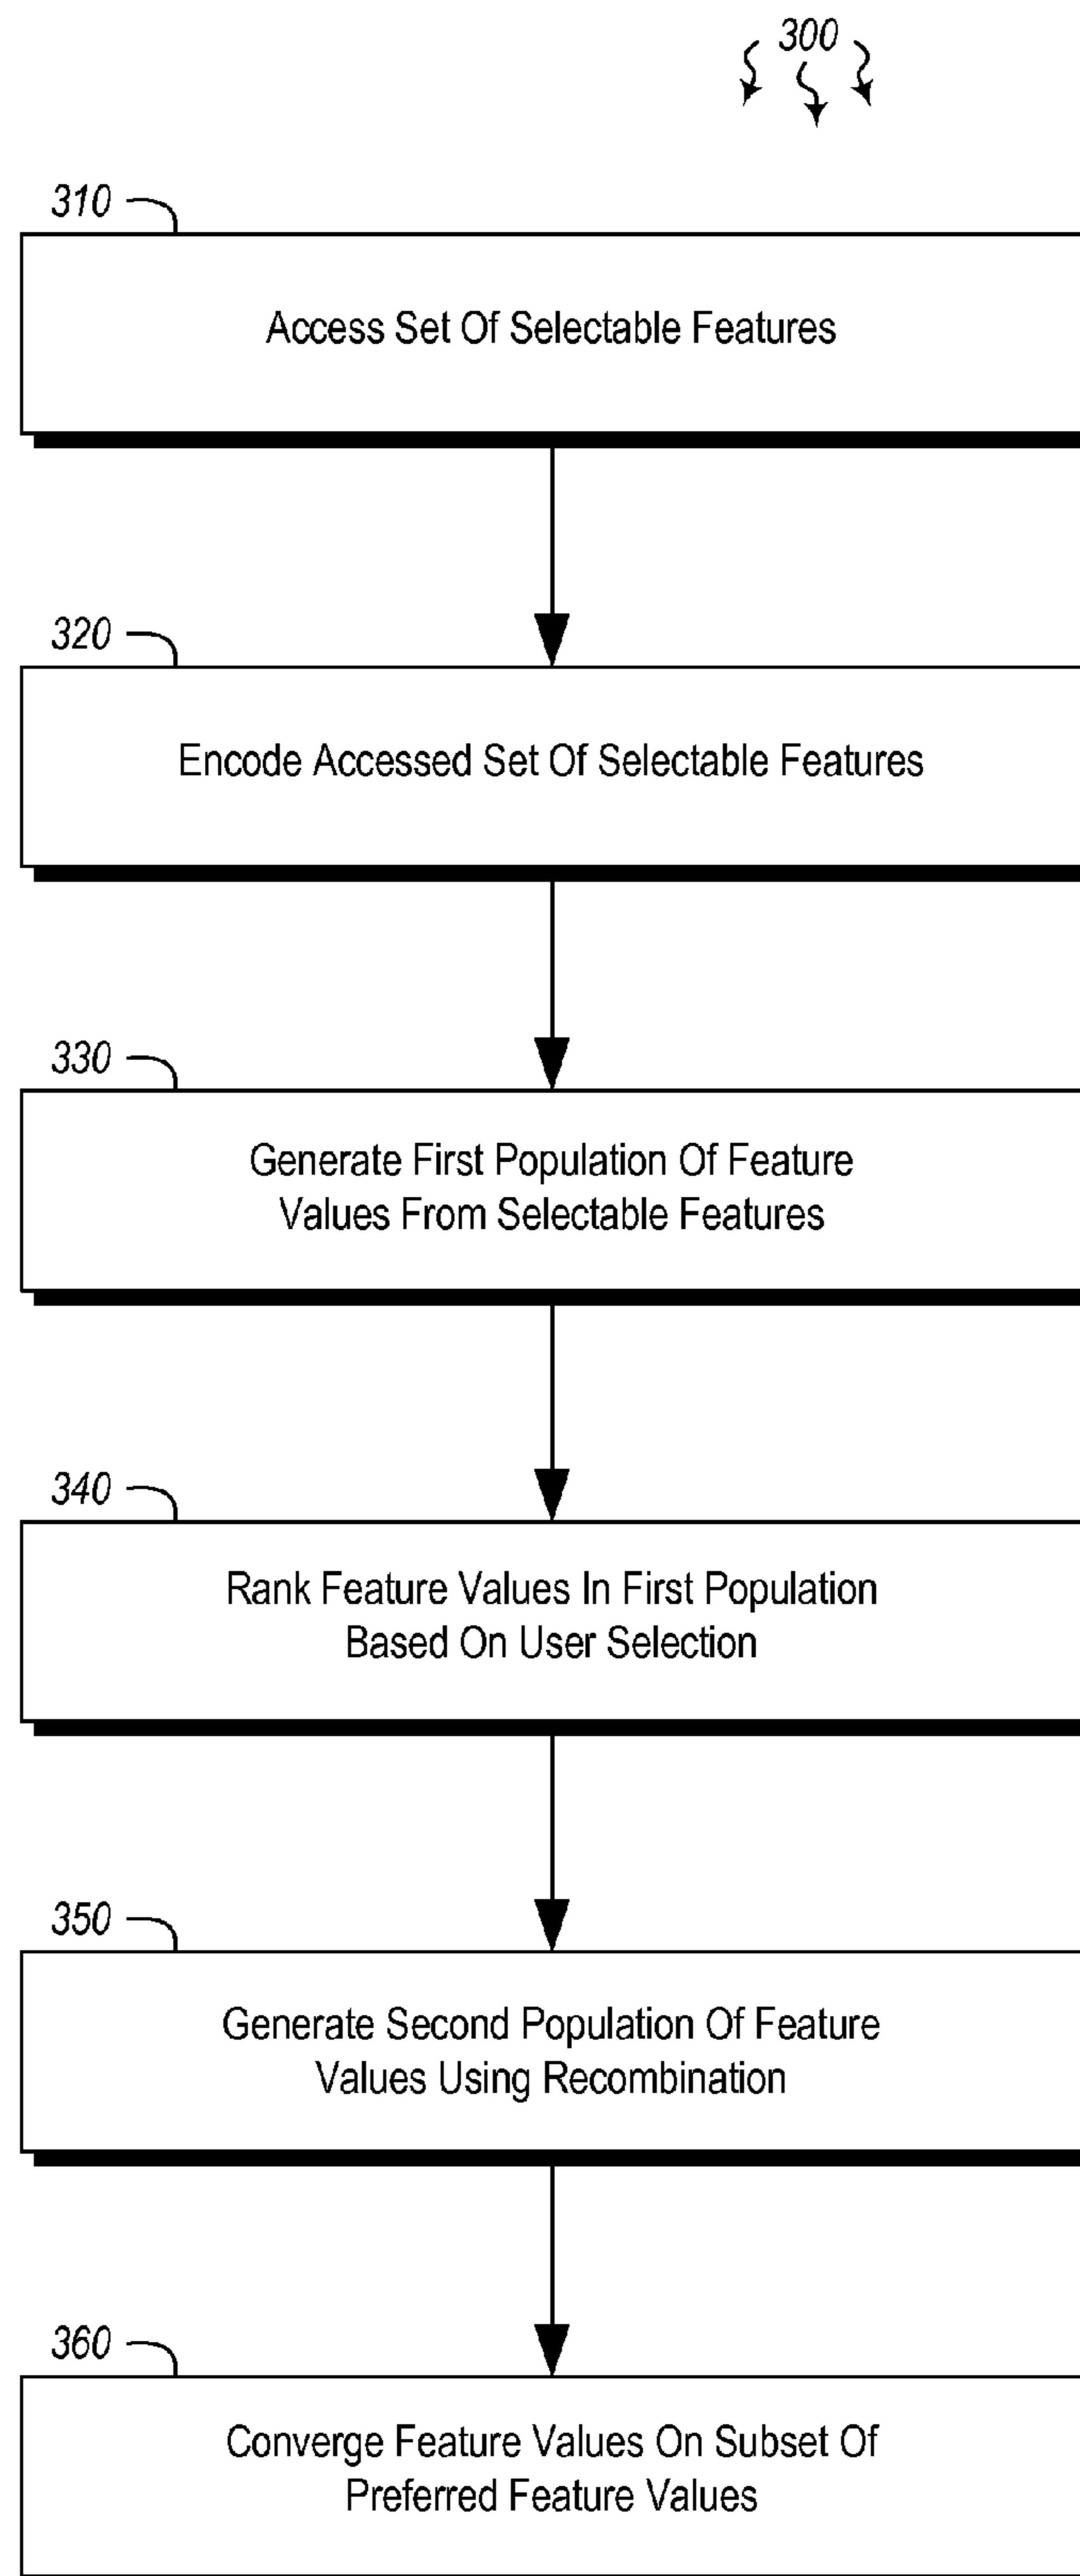 300
310
Access Set Of Selectable Features
320
Encode Accessed Set Of Selectable Features
330
Generate First Population Of Feature
Values From Selectable Features
340
Rank Feature Values In First Population
Based On User Selection
350
Generate Second Population Of Feature
Values Using Recombination
360
Converge Feature Values On Subset Of
Preferred Feature Values